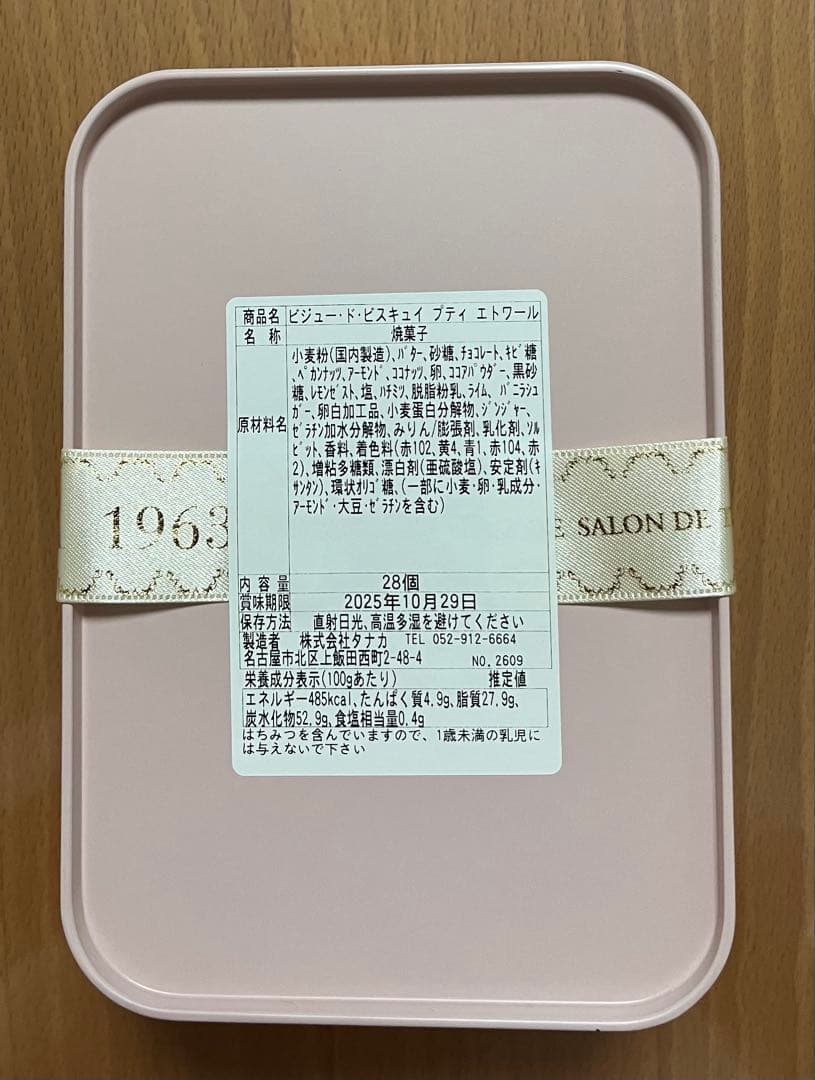 商品名 ビジュー・ド・ビスキュイ プティ エトワール
名 称 焼菓子
原材料名
小麦粉(国内製造)、バター、砂糖、チョコレート、キビ糖
、ペカンナッツ、アーモンド、ココナッツ、卵、ココアパウダー、黒砂
糖、レモンゼスト、塩、ハチミツ、脱脂粉乳、ライム、バニラシュ
ガー、卵白加工品、小麦蛋白分解物、ジンジャー、
ゼラチン加水分解物、みりん/膨張剤、乳化剤、ソル
ビット、香料、着色料(赤102、黄4、青1、赤104、赤
2)、増粘多糖類、漂白剤(亜硫酸塩)、安定剤(キ
サンタン)、環状オリゴ糖、(一部に小麦・卵・乳成分・
アーモンド・大豆・ゼラチンを含む)
1963
SALON DE
内 容 量 28個
賞味期限 2025年10月29日
保存方法 直射日光、高温多湿を避けてください
製造者 株式会社タナカ TEL 052-912-6664
名古屋市北区上飯田西町2-48-4 NO.2609
栄養成分表示(100gあたり) 推定値
エネルギー485kcal、たんぱく質4.9g、脂質27.9g、
炭水化物52.9g、食塩相当量0.4g
はちみつを含んでいますので、1歳未満の乳児に
は与えないで下さい